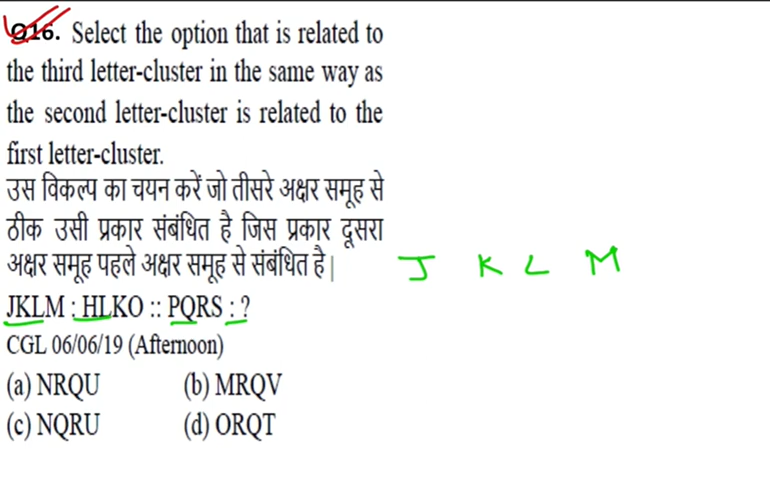 Q16. Select the option that is related to
the third letter-cluster in the same way as
the second letter-cluster is related to the
first letter-cluster.
उस विकल्प का चयन करें जो तीसरे अक्षर समूह से
ठीक उसी प्रकार संबंधित है जिस प्रकार दूसरा
अक्षर समूह पहले अक्षर समूह से संबंधित है|
J K L M
JKLM : HLKO :: PQRS : ?
CGL 06/06/19 (Afternoon)
(a) NRQU (b) MRQV
(c) NQRU (d) ORQT